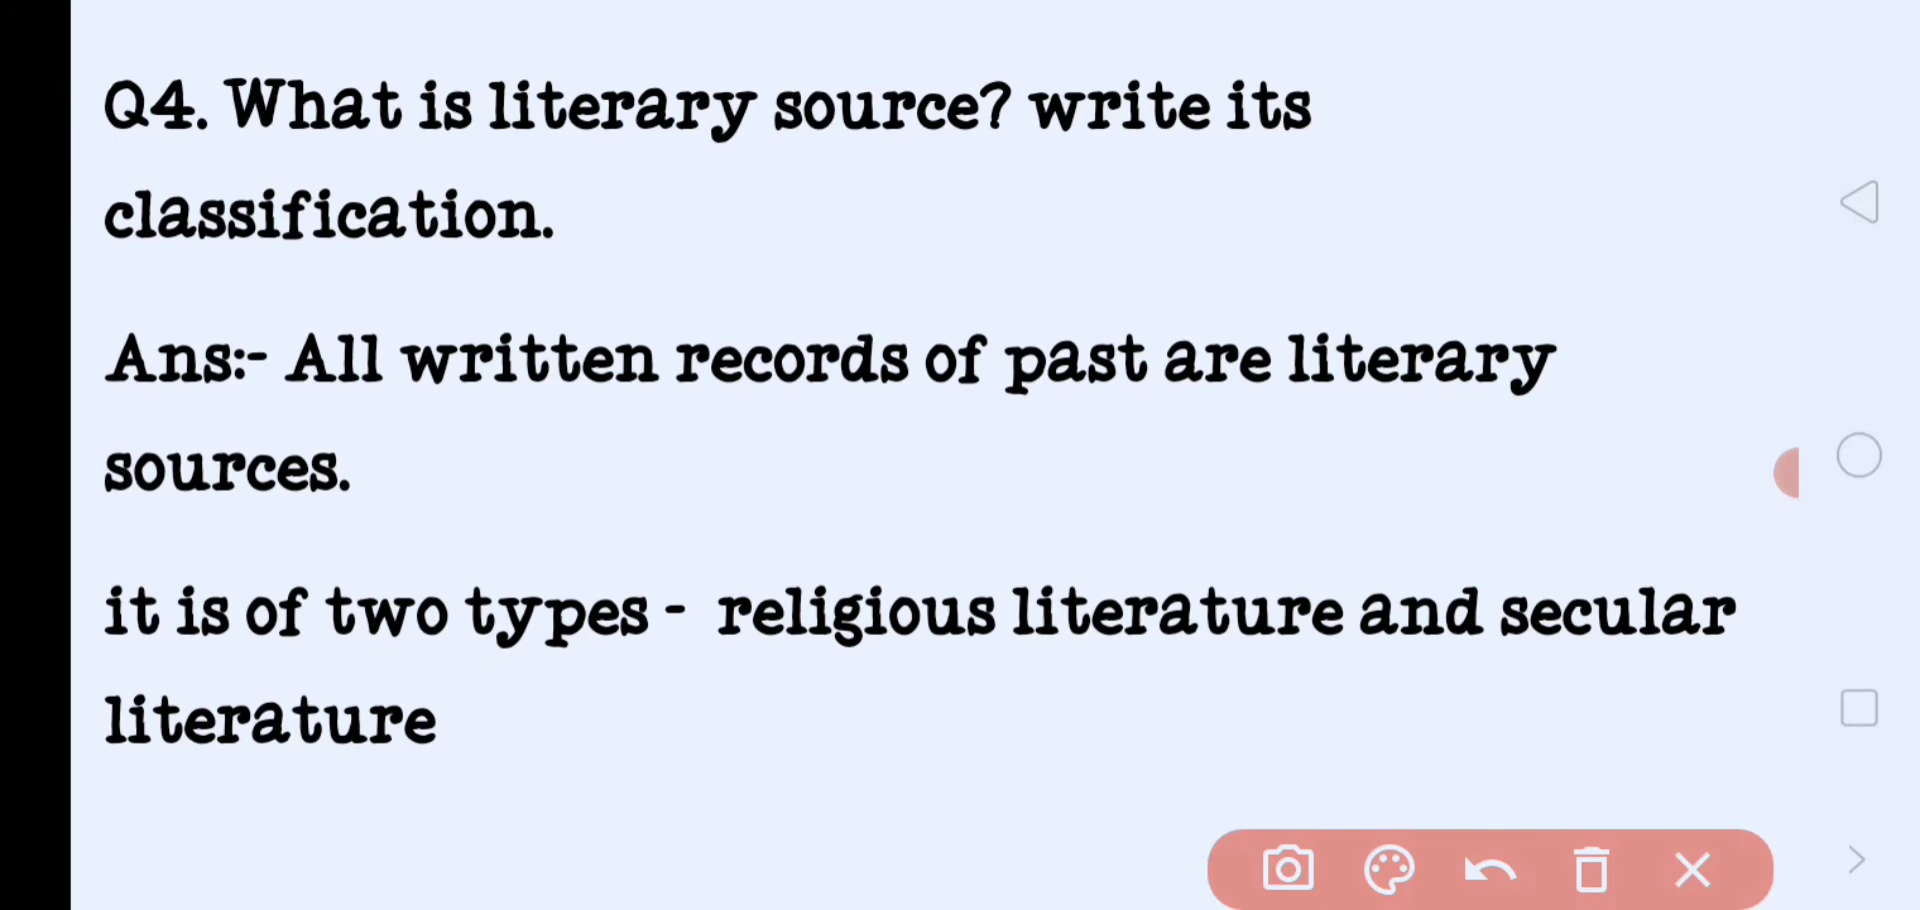 Q4. What is literary source? write its
classification.
Ans:- All written records of past are literary
sources.
it is of two types - religious literature and secular
literature